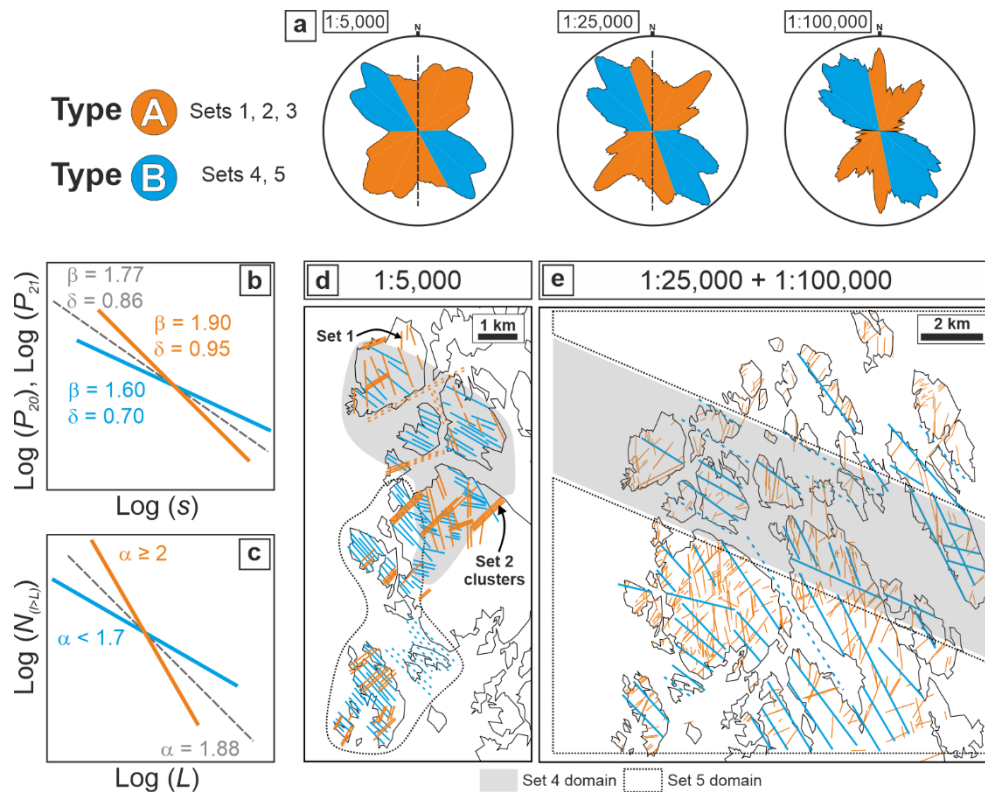 a
1:5,000
1:25,000
1:100,000
N
N
N
Type A Sets 1, 2, 3
Type B Sets 4, 5
b
β = 1.77
δ = 0.86
β = 1.90
δ = 0.95
β = 1.60
δ = 0.70
Log (P20), Log (P21)
Log (s)
c
α ≥ 2
α < 1.7
α = 1.88
Log (N(l>L))
Log (L)
d
1:5,000
1 km
Set 1
Set 2
clusters
e
1:25,000 + 1:100,000
2 km
Set 4 domain
Set 5 domain